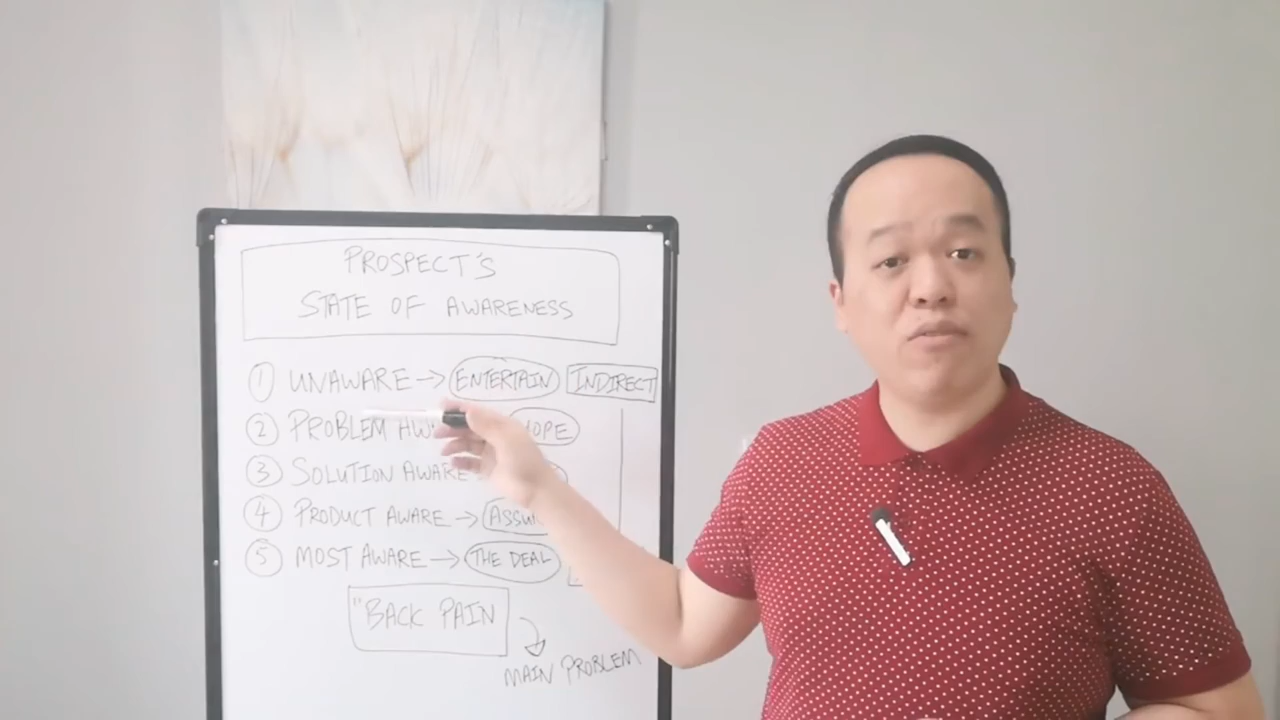 PROSPECT'S
STATE OF AWARENESS
① UNAWARE → ENTERTAIN INDIRECT
② PROBLEM
③ SOLUTION AWARE
④ PRODUCT AWARE →
⑤ MOST AWARE → THE DEAL
"BACK PAIN
MAIN PROBLEM